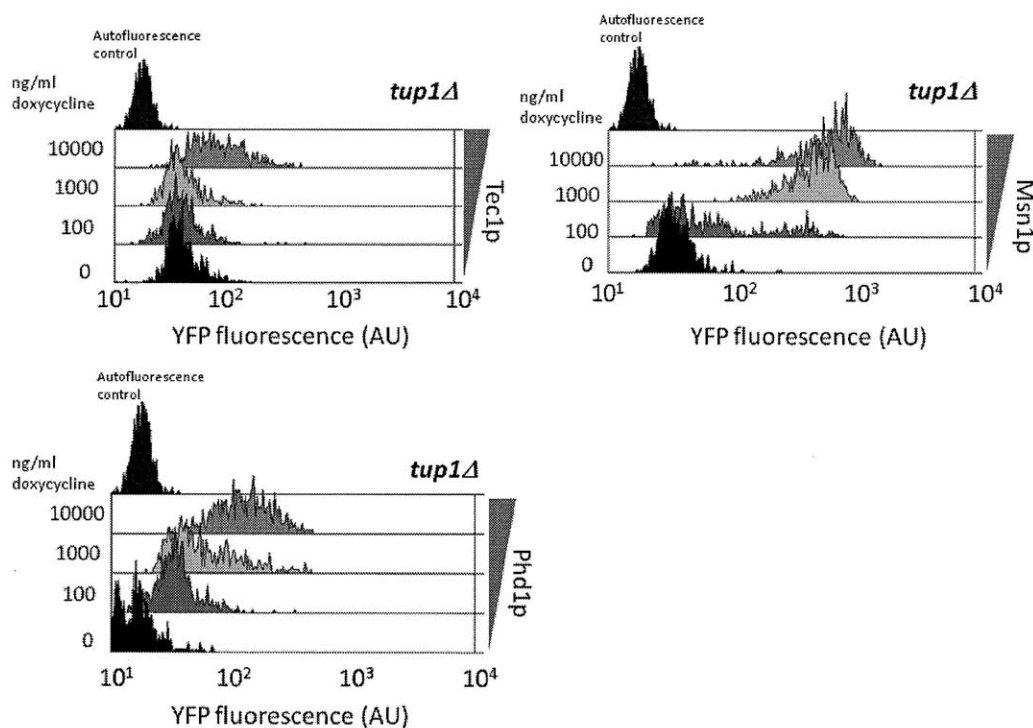 Autofluorescence
control
ng/ml
doxycycline
tup1Δ
10000
1000
100
0
Tec1p
10¹ 10² 10³ 10⁴
YFP fluorescence (AU)
Autofluorescence
control
ng/ml
doxycycline
tup1Δ
10000
1000
100
0
Msn1p
10¹ 10² 10³ 10⁴
YFP fluorescence (AU)
Autofluorescence
control
ng/ml
doxycycline
tup1Δ
10000
1000
100
0
Phd1p
10¹ 10² 10³ 10⁴
YFP fluorescence (AU)